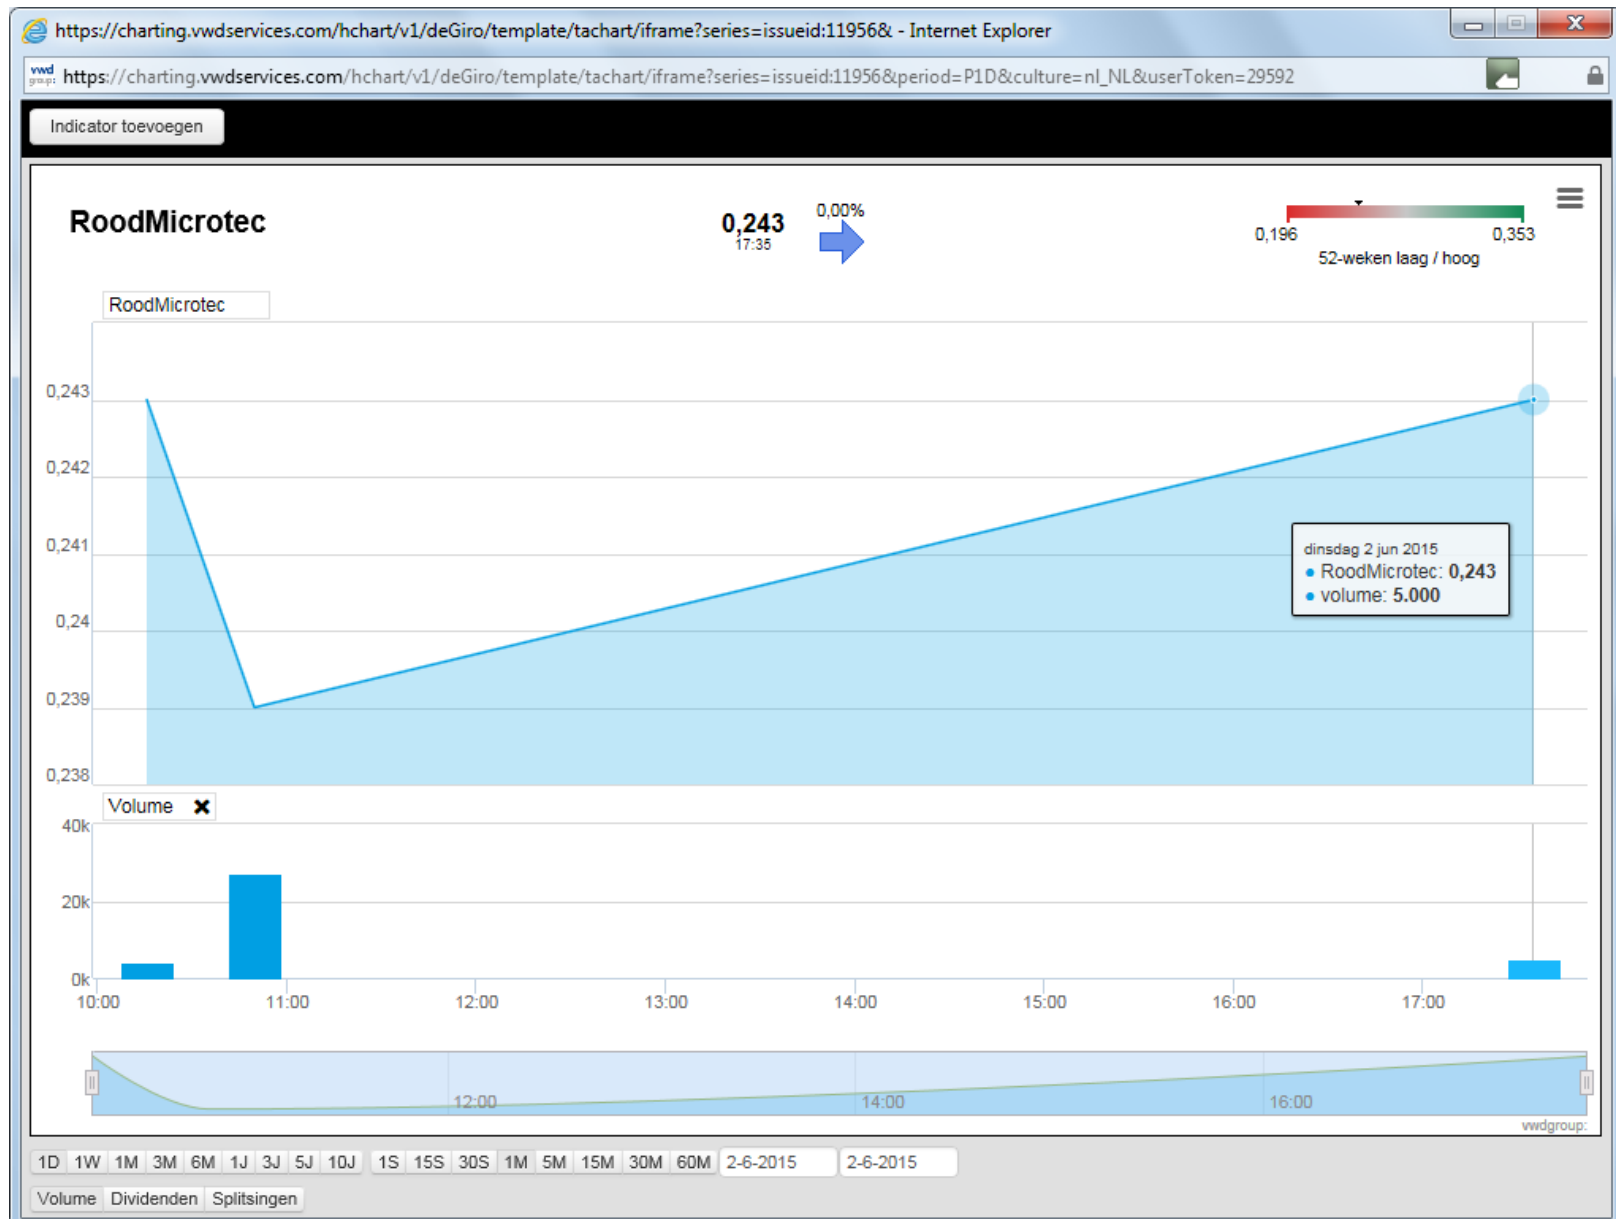 https://charting.vwdservices.com/hchart/v1/deGiro/template/tachart/iframe?series=issueid:11956& - Internet Explorer
vwd group: https://charting.vwdservices.com/hchart/v1/deGiro/template/tachart/iframe?series=issueid:11956&period=P1D&culture=nl_NL&userToken=29592
Indicator toevoegen
RoodMicrotec
0,243
17:35
0,00%
0,196 0,353
52-weken laag / hoog
RoodMicrotec
0,243
0,242
0,241
0,24
0,239
0,238
dinsdag 2 jun 2015
● RoodMicrotec: 0,243
● volume: 5.000
Volume ✖
40k
20k
0k
10:00 11:00 12:00 13:00 14:00 15:00 16:00 17:00
12:00 14:00 16:00
vwdgroup:
1D 1W 1M 3M 6M 1J 3J 5J 10J 1S 15S 30S 1M 5M 15M 30M 60M 2-6-2015 2-6-2015
Volume Dividenden Splitsingen